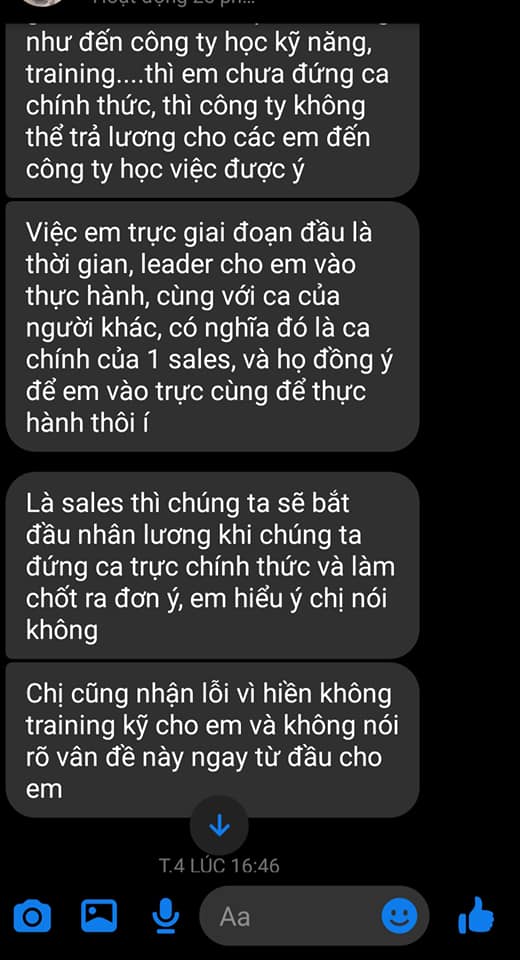 như đến công ty học kỹ năng,
training....thì em chưa đứng ca
chính thức, thì công ty không
thể trả lương cho các em đến
công ty học việc được ý
Việc em trực giai đoạn đầu là
thời gian, leader cho em vào
thực hành, cùng với ca của
người khác, có nghĩa đó là ca
chính của 1 sales, và họ đồng ý
để em vào trực cùng để thực
hành thôi í
Là sales thì chúng ta sẽ bắt
đầu nhân lương khi chúng ta
đứng ca trực chính thức và làm
chốt ra đơn ý, em hiểu ý chị nói
không
Chị cũng nhận lỗi vì hiền không
training kỹ cho em và không nói
rõ vân đề này ngay từ đầu cho
em
T.4 LÚC 16:46
Aa